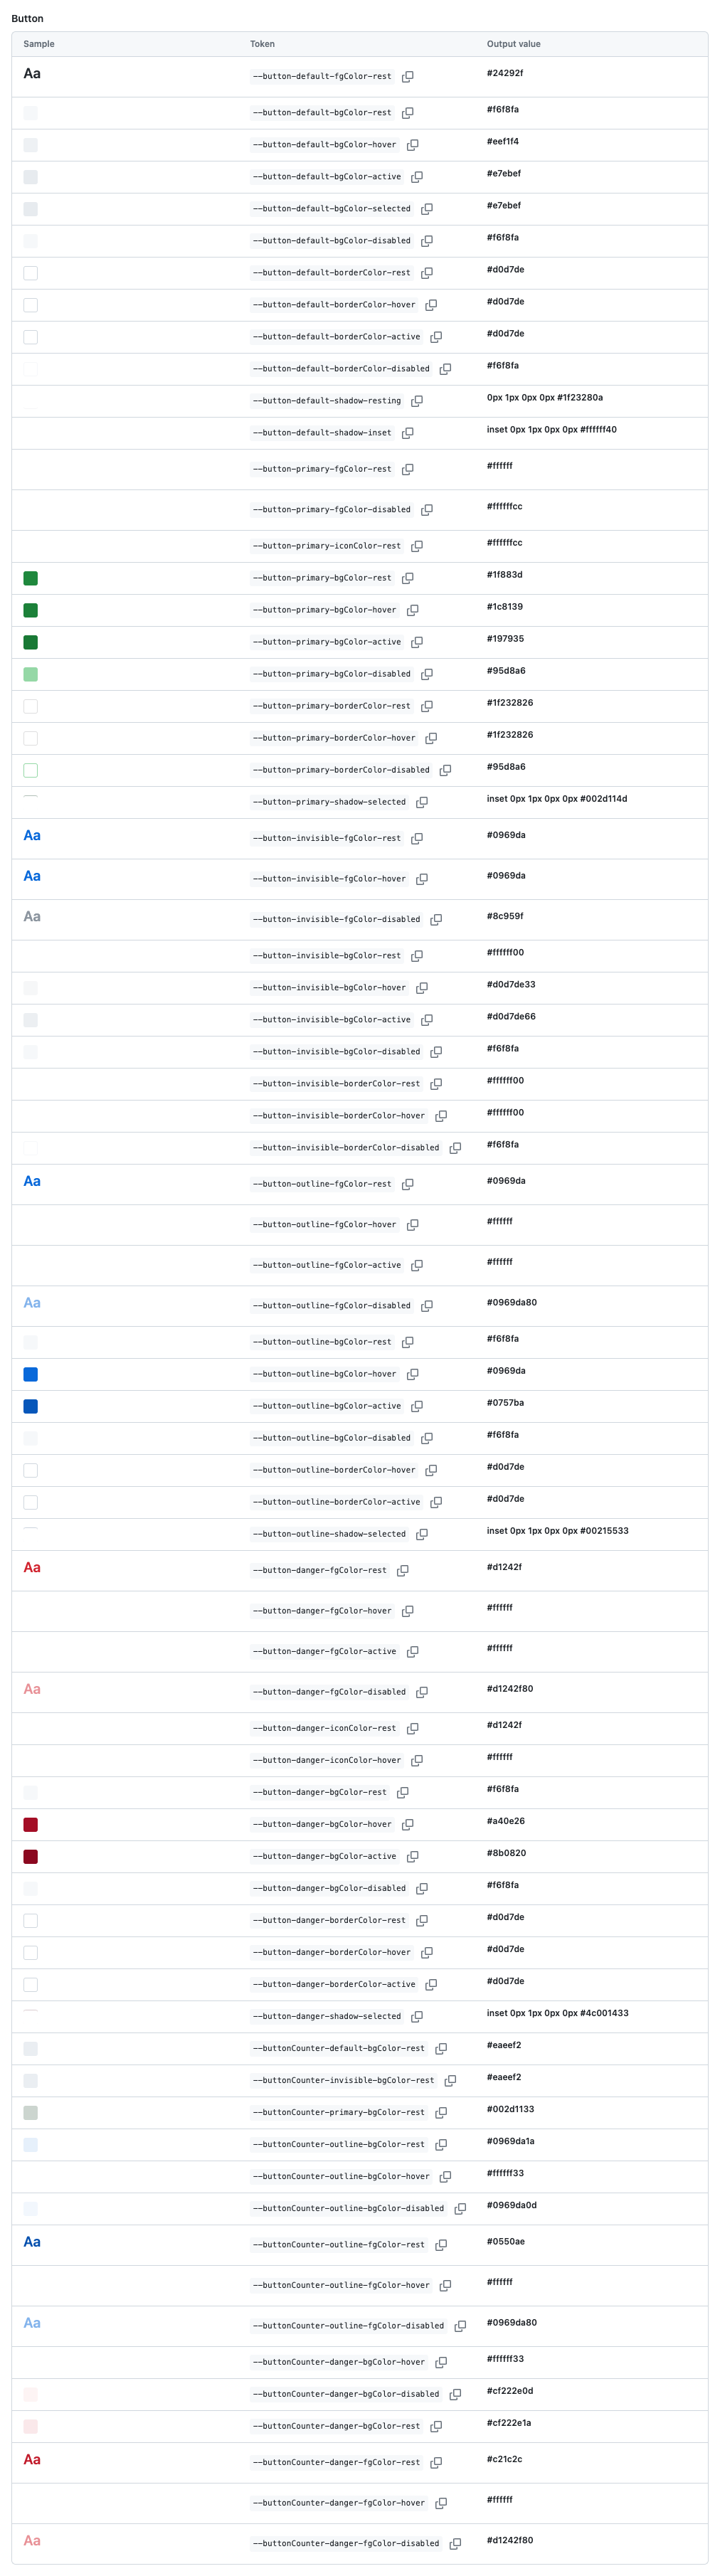 Button
Sample Token Output value
Aa --button-default-fgColor-rest #24292f
--button-default-bgColor-rest #f6f8fa
--button-default-bgColor-hover #eef1f4
--button-default-bgColor-active #e7ebef
--button-default-bgColor-selected #e7ebef
--button-default-bgColor-disabled #f6f8fa
--button-default-borderColor-rest #d0d7de
--button-default-borderColor-hover #d0d7de
--button-default-borderColor-active #d0d7de
--button-default-borderColor-disabled #f6f8fa
--button-default-shadow-resting 0px 1px 0px 0px #1f23280a
--button-default-shadow-inset inset 0px 1px 0px 0px #ffffff40
--button-primary-fgColor-rest #ffffff
--button-primary-fgColor-disabled #ffffffcc
--button-primary-iconColor-rest #ffffffcc
--button-primary-bgColor-rest #1f883d
--button-primary-bgColor-hover #1c8139
--button-primary-bgColor-active #197935
--button-primary-bgColor-disabled #95d8a6
--button-primary-borderColor-rest #1f232826
--button-primary-borderColor-hover #1f232826
--button-primary-borderColor-disabled #95d8a6
--button-primary-shadow-selected inset 0px 1px 0px 0px #002d114d
Aa --button-invisible-fgColor-rest #0969da
Aa --button-invisible-fgColor-hover #0969da
Aa --button-invisible-fgColor-disabled #8c959f
--button-invisible-bgColor-rest #ffffff00
--button-invisible-bgColor-hover #d0d7de33
--button-invisible-bgColor-active #d0d7de66
--button-invisible-bgColor-disabled #f6f8fa
--button-invisible-borderColor-rest #ffffff00
--button-invisible-borderColor-hover #ffffff00
--button-invisible-borderColor-disabled #f6f8fa
Aa --button-outline-fgColor-rest #0969da
--button-outline-fgColor-hover #ffffff
--button-outline-fgColor-active #ffffff
Aa --button-outline-fgColor-disabled #0969da80
--button-outline-bgColor-rest #f6f8fa
--button-outline-bgColor-hover #0969da
--button-outline-bgColor-active #0757ba
--button-outline-bgColor-disabled #f6f8fa
--button-outline-borderColor-hover #d0d7de
--button-outline-borderColor-active #d0d7de
--button-outline-shadow-selected inset 0px 1px 0px 0px #00215533
Aa --button-danger-fgColor-rest #d1242f
--button-danger-fgColor-hover #ffffff
--button-danger-fgColor-active #ffffff
Aa --button-danger-fgColor-disabled #d1242f80
--button-danger-iconColor-rest #d1242f
--button-danger-iconColor-hover #ffffff
--button-danger-bgColor-rest #f6f8fa
--button-danger-bgColor-hover #a40e26
--button-danger-bgColor-active #8b0820
--button-danger-bgColor-disabled #f6f8fa
--button-danger-borderColor-rest #d0d7de
--button-danger-borderColor-hover #d0d7de
--button-danger-borderColor-active #d0d7de
--button-danger-shadow-selected inset 0px 1px 0px 0px #4c001433
--buttonCounter-default-bgColor-rest #eaeef2
--buttonCounter-invisible-bgColor-rest #eaeef2
--buttonCounter-primary-bgColor-rest #002d1133
--buttonCounter-outline-bgColor-rest #0969da1a
--buttonCounter-outline-bgColor-hover #ffffff33
--buttonCounter-outline-bgColor-disabled #0969da0d
Aa --buttonCounter-outline-fgColor-rest #0550ae
--buttonCounter-outline-fgColor-hover #ffffff
Aa --buttonCounter-outline-fgColor-disabled #0969da80
--buttonCounter-danger-bgColor-hover #ffffff33
--buttonCounter-danger-bgColor-disabled #cf222e0d
--buttonCounter-danger-bgColor-rest #cf222e1a
Aa --buttonCounter-danger-fgColor-rest #c21c2c
--buttonCounter-danger-fgColor-hover #ffffff
Aa --buttonCounter-danger-fgColor-disabled #d1242f80